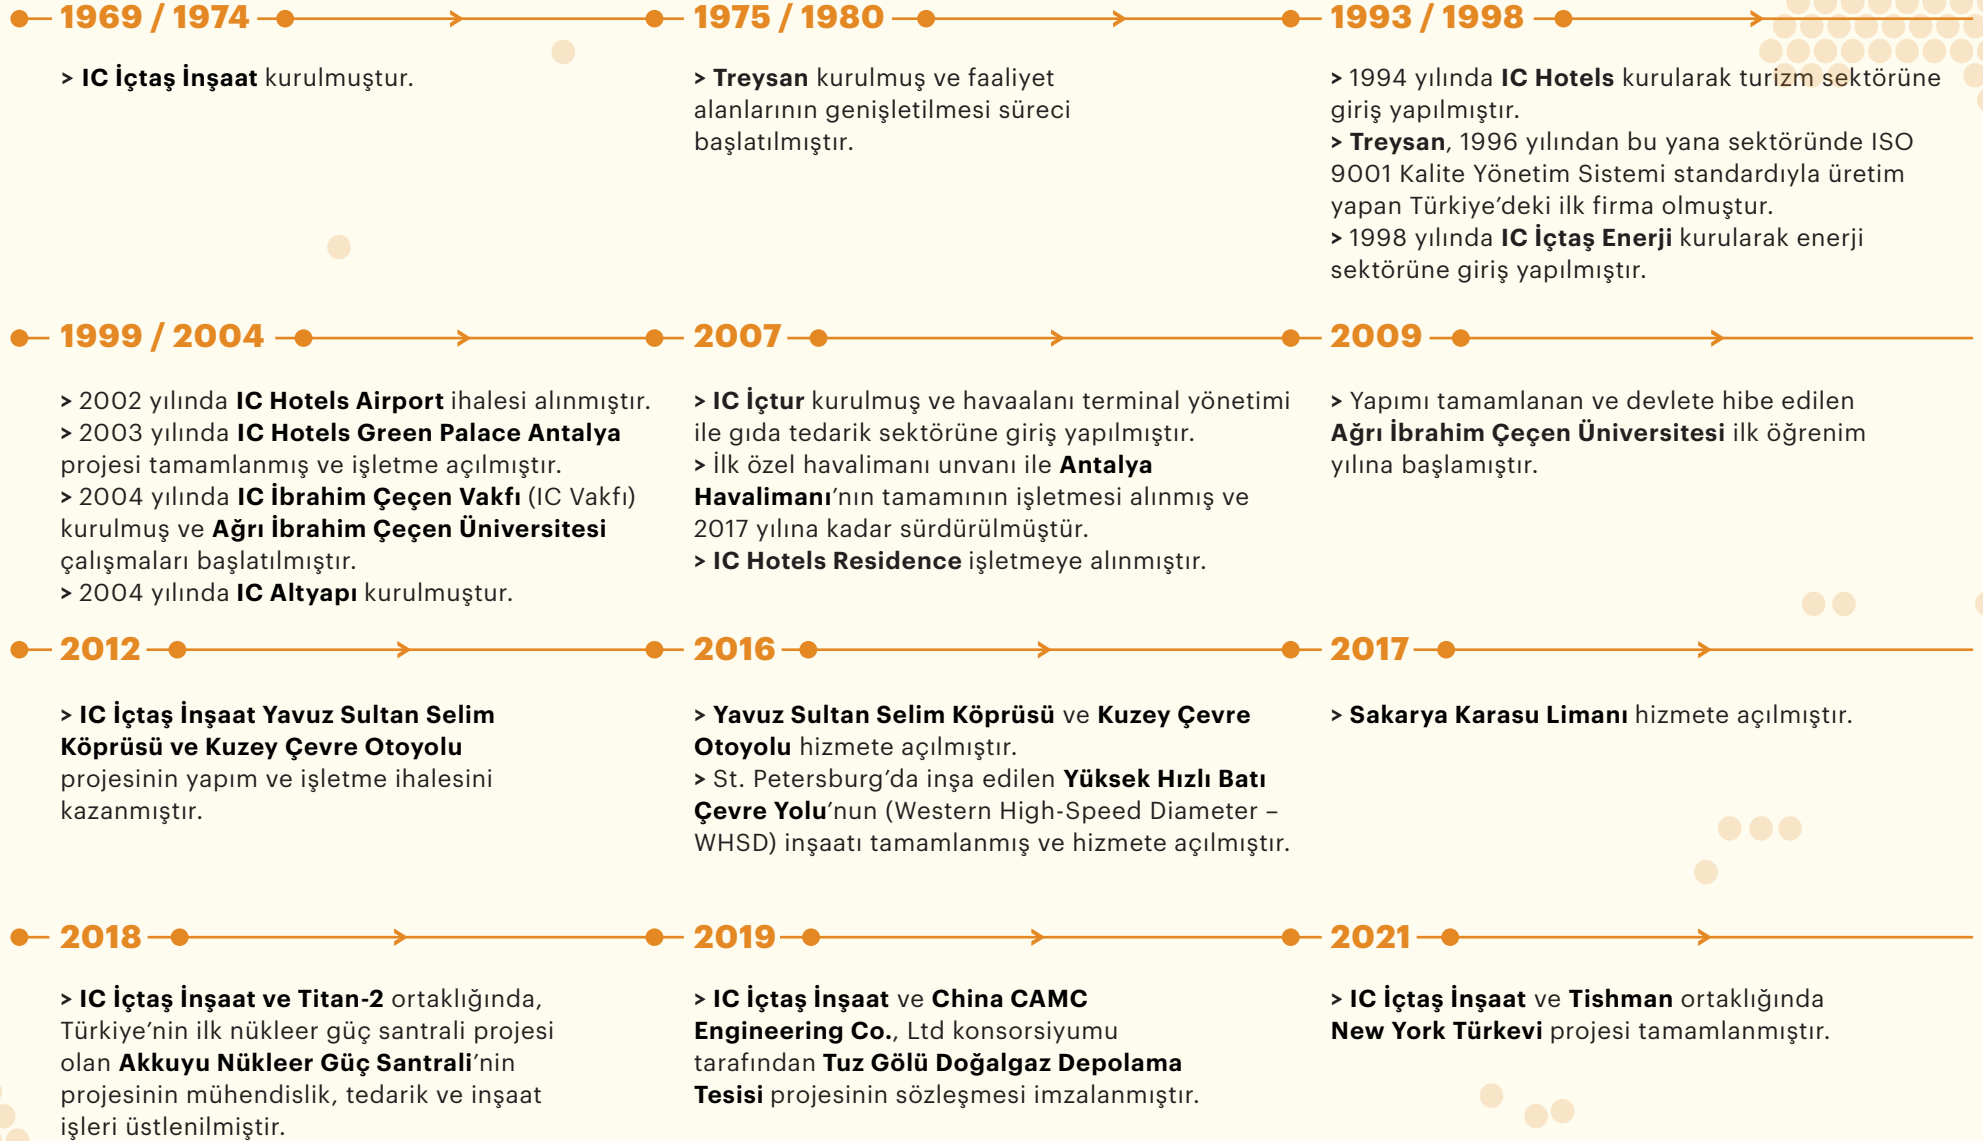 1969 / 1974
> IC İçtaş İnşaat kurulmuştur.
1975 / 1980
> Treysan kurulmuş ve faaliyet
alanlarının genişletilmesi süreci
başlatılmıştır.
1993 / 1998
> 1994 yılında IC Hotels kurularak turizm sektörüne
giriş yapılmıştır.
> Treysan, 1996 yılından bu yana sektöründe ISO
9001 Kalite Yönetim Sistemi standardıyla üretim
yapan Türkiye’deki ilk firma olmuştur.
> 1998 yılında IC İçtaş Enerji kurularak enerji
sektörüne giriş yapılmıştır.
1999 / 2004
> 2002 yılında IC Hotels Airport ihalesi alınmıştır.
> 2003 yılında IC Hotels Green Palace Antalya
projesi tamamlanmış ve işletme açılmıştır.
> 2004 yılında IC İbrahim Çeçen Vakfı (IC Vakfı)
kurulmuş ve Ağrı İbrahim Çeçen Üniversitesi
çalışmaları başlatılmıştır.
> 2004 yılında IC Altyapı kurulmuştur.
2007
> IC İçtur kurulmuş ve havaalanı terminal yönetimi
ile gıda tedarik sektörüne giriş yapılmıştır.
> İlk özel havalimanı unvanı ile Antalya
Havalimanı’nın tamamının işletmesi alınmış ve
2017 yılına kadar sürdürülmüştür.
> IC Hotels Residence işletmeye alınmıştır.
2009
> Yapımı tamamlanan ve devlete hibe edilen
Ağrı İbrahim Çeçen Üniversitesi ilk öğrenim
yılına başlamıştır.
2012
> IC İçtaş İnşaat Yavuz Sultan Selim
Köprüsü ve Kuzey Çevre Otoyolu
projesinin yapım ve işletme ihalesini
kazanmıştır.
2016
> Yavuz Sultan Selim Köprüsü ve Kuzey Çevre
Otoyolu hizmete açılmıştır.
> St. Petersburg’da inşa edilen Yüksek Hızlı Batı
Çevre Yolu’nun (Western High-Speed Diameter –
WHSD) inşaatı tamamlanmış ve hizmete açılmıştır.
2017
> Sakarya Karasu Limanı hizmete açılmıştır.
2018
> IC İçtaş İnşaat ve Titan-2 ortaklığında,
Türkiye’nin ilk nükleer güç santrali projesi
olan Akkuyu Nükleer Güç Santrali’nin
projesinin mühendislik, tedarik ve inşaat
işleri üstlenilmiştir.
2019
> IC İçtaş İnşaat ve China CAMC
Engineering Co., Ltd konsorsiyumu
tarafından Tuz Gölü Doğalgaz Depolama
Tesisi projesinin sözleşmesi imzalanmıştır.
2021
> IC İçtaş İnşaat ve Tishman ortaklığında
New York Türkevi projesi tamamlanmıştır.